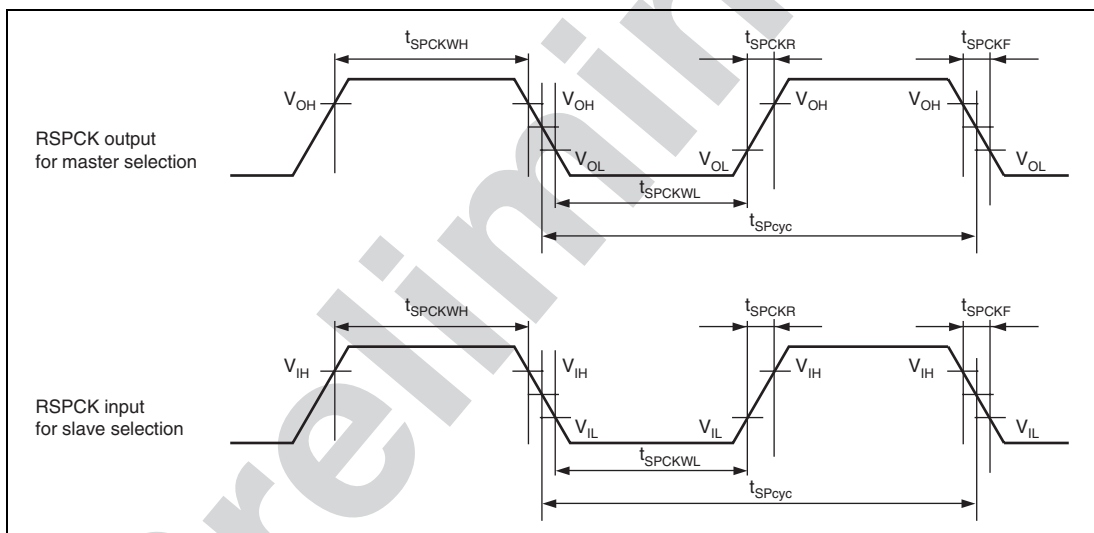 tSPCKWH
tSPCKR
tSPCKF
VOH
VOH
VOH
VOH
RSPCK output
for master selection
VOL
VOL
VOL
tSPCKWL
tSPcyc
tSPCKWH
tSPCKR
tSPCKF
VIH
VIH
VIH
VIH
RSPCK input
for slave selection
VIL
VIL
VIL
tSPCKWL
tSPcyc
Prelimin